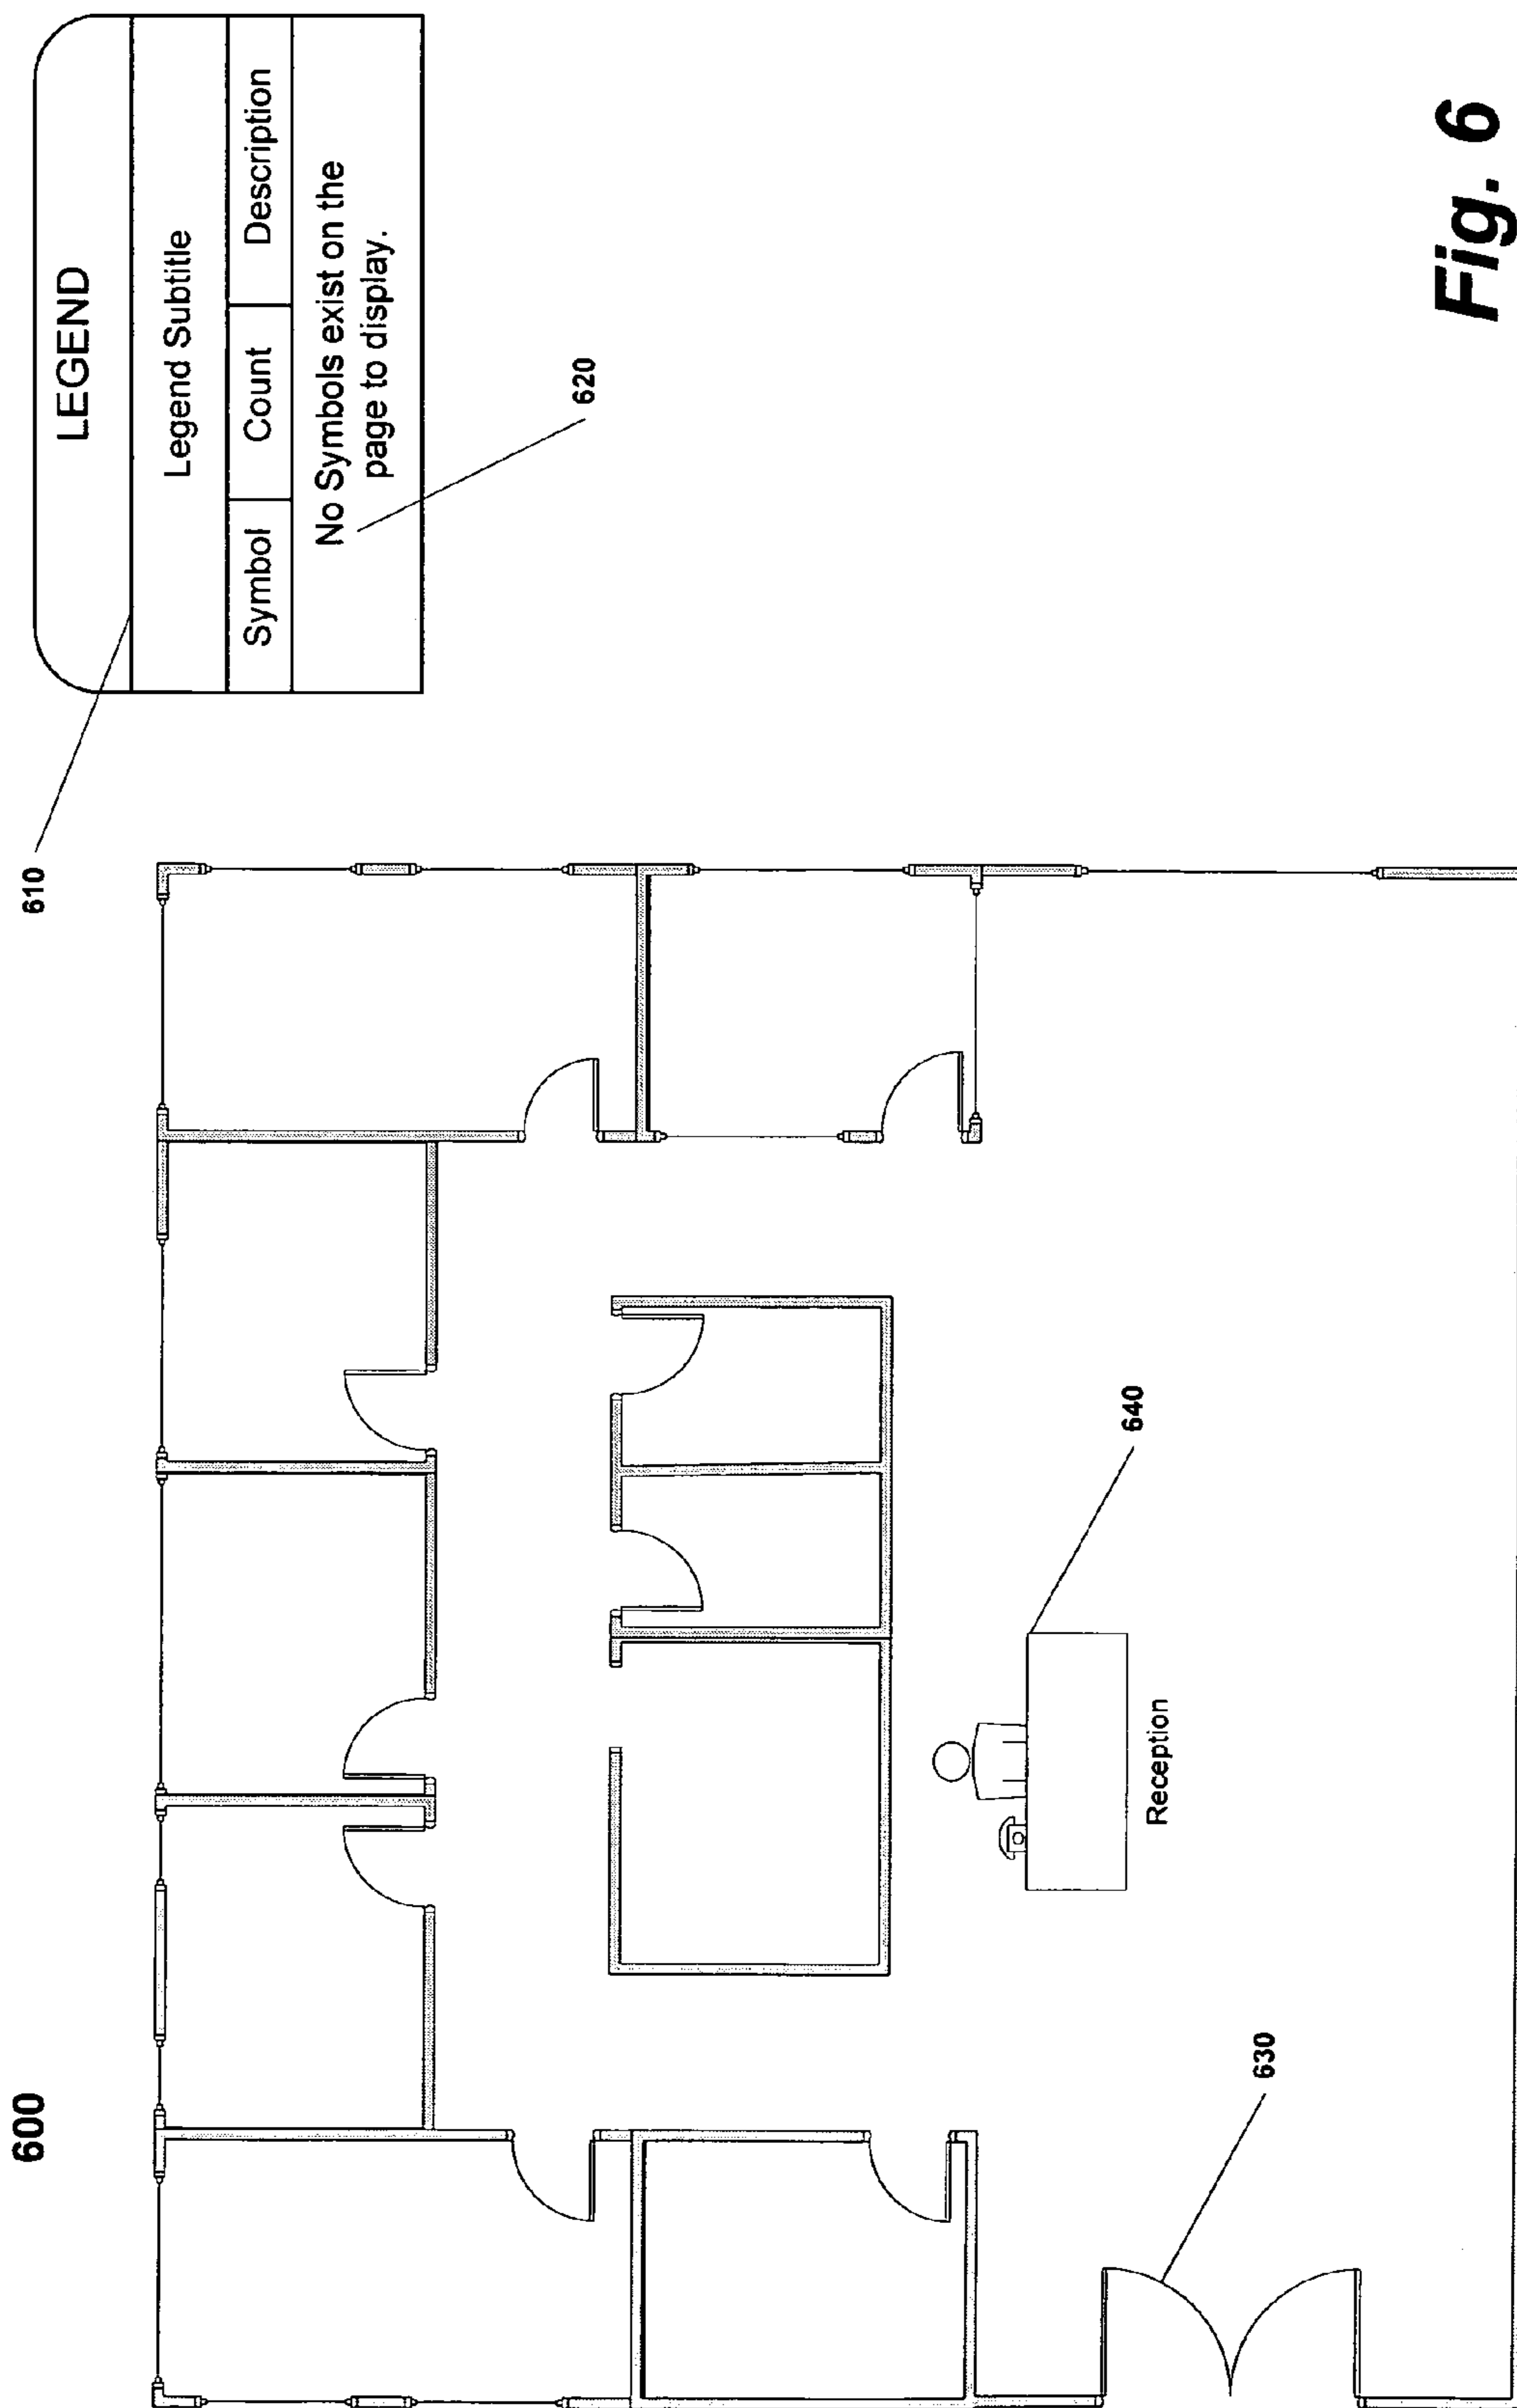 600
610
LEGEND
Legend Subtitle
Symbol Count Description
No Symbols exist on the
page to display.
620
640
Reception
630
Fig. 6